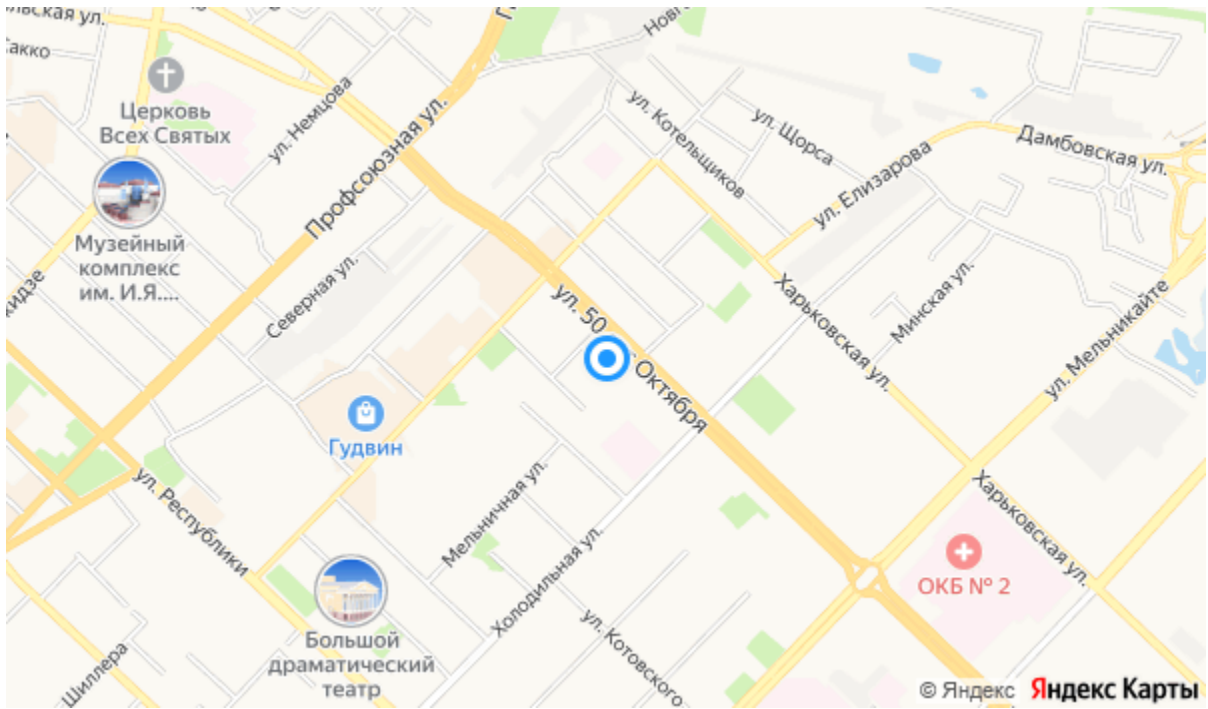 ьская ул.
Сакко
Церковь
Всех Святых
ул. Немцова
Профсоюзная ул.
Новг
ул. Котельщиков
ул. Щорса
ул. Елизарова
Дамбовская ул.
Музейный
комплекс
им. И.Я....
Северная ул.
кидзе
ул. 50
Октября
Харьковская ул.
Минская ул.
ул. Мельникайте
Гудвин
ул. Республики
Мельничная ул.
Холодильная ул.
Харьковская ул.
ОКБ № 2
Большой
драматический
театр
ул. Котовского
Шиллера
© Яндекс Яндекс Карты